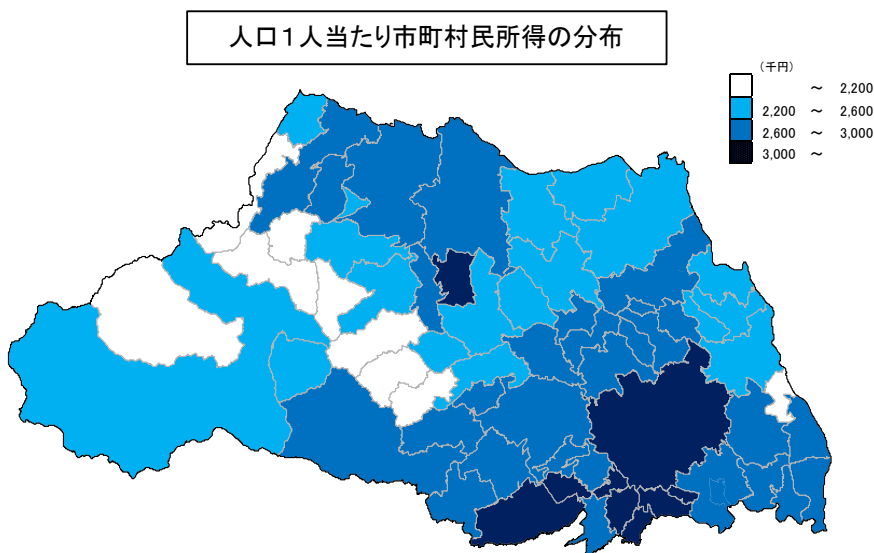 人口１人当たり市町村民所得の分布
（千円）
～ 2,200
2,200 ～ 2,600
2,600 ～ 3,000
3,000 ～